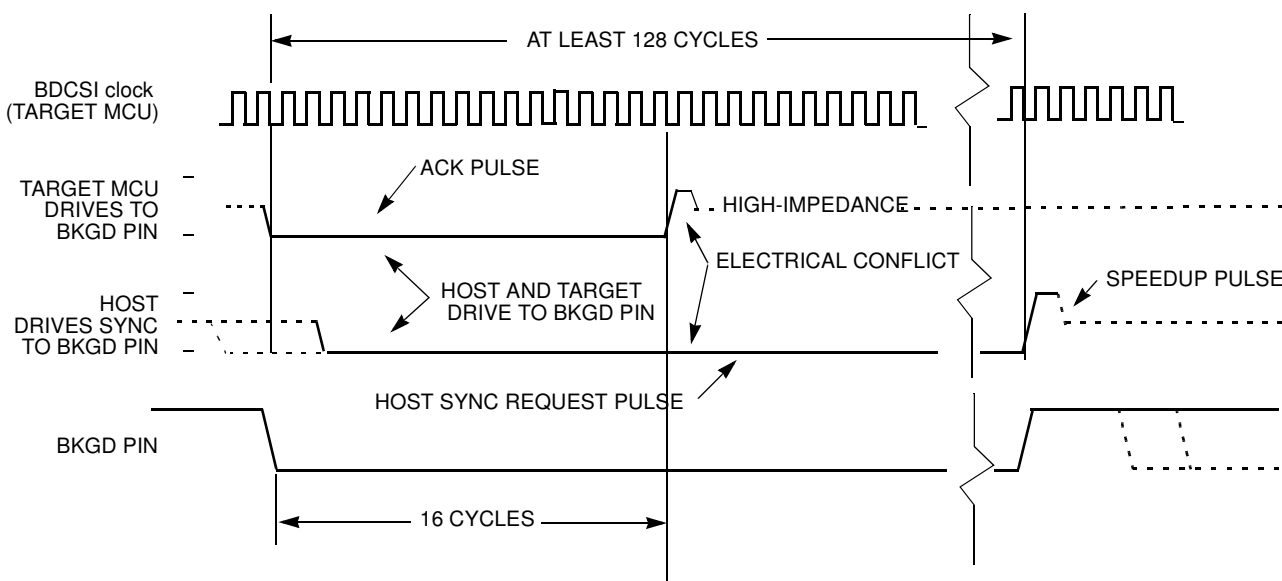 AT LEAST 128 CYCLES
BDCSI clock
(TARGET MCU)
ACK PULSE
TARGET MCU
DRIVES TO
BKGD PIN
HIGH-IMPEDANCE
ELECTRICAL CONFLICT
HOST AND TARGET
DRIVE TO BKGD PIN
SPEEDUP PULSE
HOST
DRIVES SYNC
TO BKGD PIN
HOST SYNC REQUEST PULSE
BKGD PIN
16 CYCLES